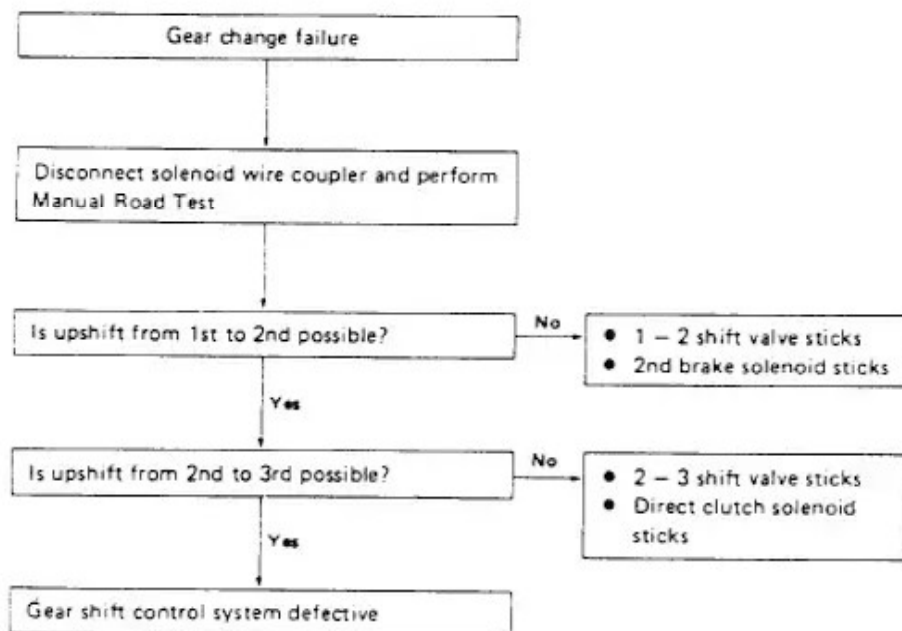 Gear change failure
Disconnect solenoid wire coupler and perform
Manual Road Test
Is upshift from 1st to 2nd possible?
No
● 1 – 2 shift valve sticks
● 2nd brake solenoid sticks
Yes
Is upshift from 2nd to 3rd possible?
No
● 2 – 3 shift valve sticks
● Direct clutch solenoid
sticks
Yes
Gear shift control system defective